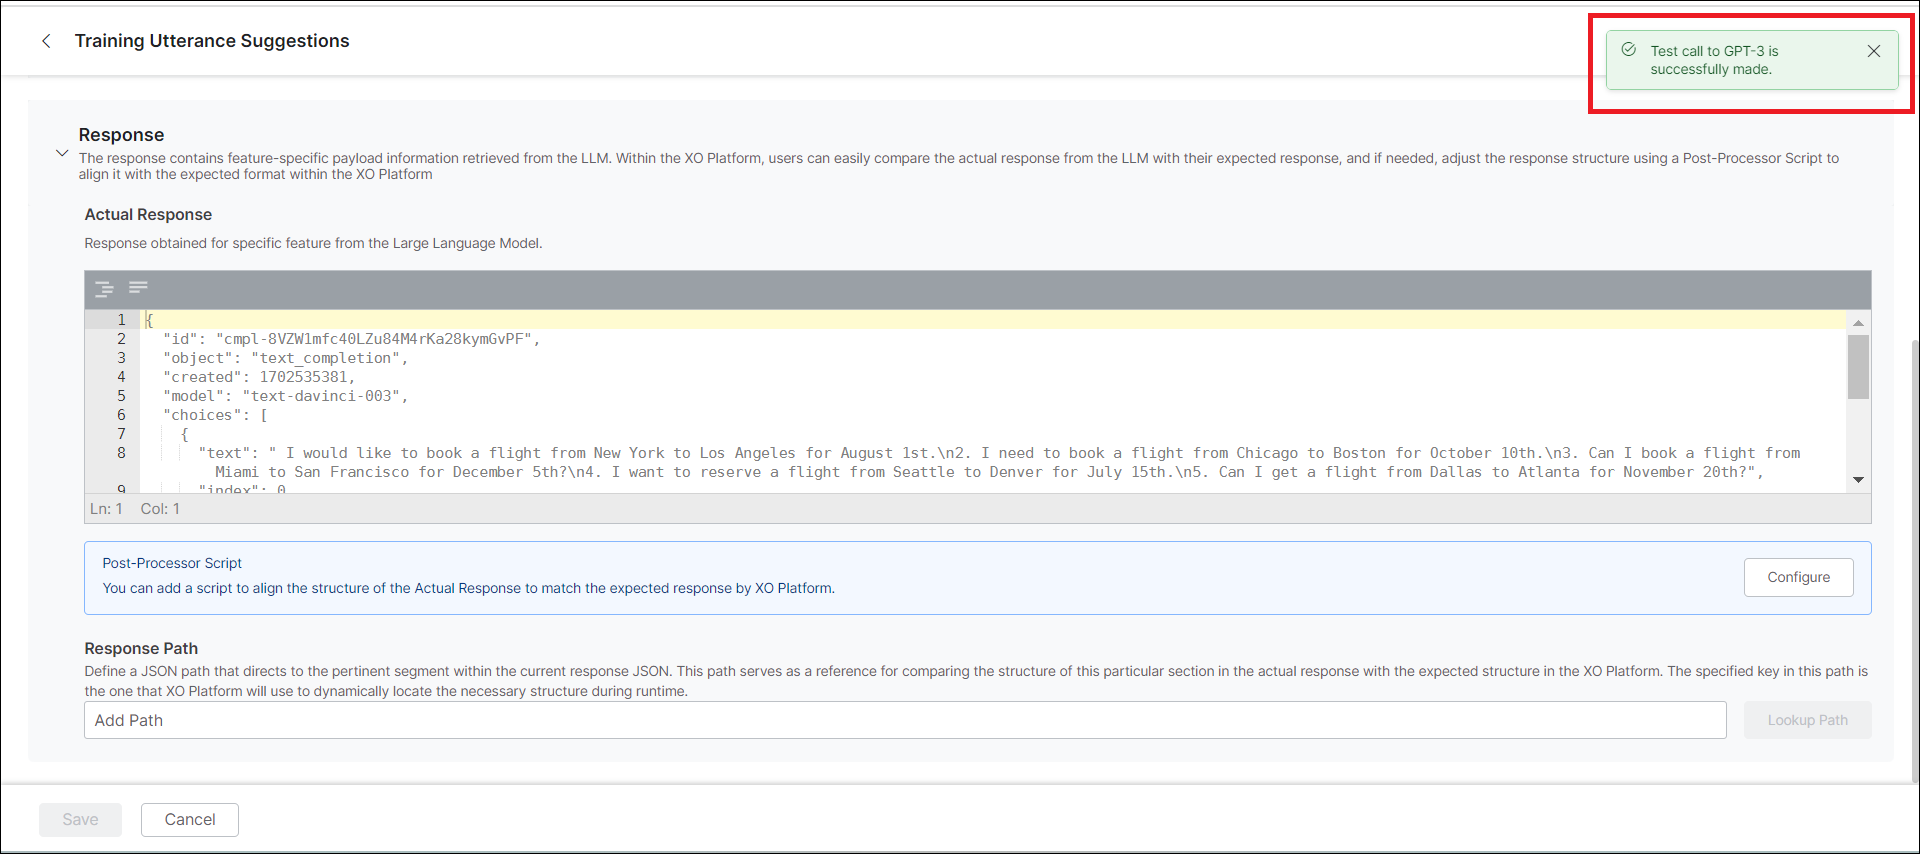 Training Utterance Suggestions
Test call to GPT-3 is
successfully made.
Response
The response contains feature-specific payload information retrieved from the LLM. Within the XO Platform, users can easily compare the actual response from the LLM with their expected response, and if needed, adjust the response structure using a Post-Processor Script to
align it with the expected format within the XO Platform
Actual Response
Response obtained for specific feature from the Large Language Model.
1 {
2 "id": "cmpl-8VZW1mfc40LZu84M4rKa28kymGvPF",
3 "object": "text_completion",
4 "created": 1702535381,
5 "model": "text-davinci-003",
6 "choices": [
7 {
8 "text": " I would like to book a flight from New York to Los Angeles for August 1st.\n2. I need to book a flight from Chicago to Boston for October 10th.\n3. Can I book a flight from
Miami to San Francisco for December 5th?\n4. I want to reserve a flight from Seattle to Denver for July 15th.\n5. Can I get a flight from Dallas to Atlanta for November 20th?",
9 "index": 0
Ln: 1 Col: 1
Post-Processor Script
You can add a script to align the structure of the Actual Response to match the expected response by XO Platform.
Configure
Response Path
Define a JSON path that directs to the pertinent segment within the current response JSON. This path serves as a reference for comparing the structure of this particular section in the actual response with the expected structure in the XO Platform. The specified key in this path is
the one that XO Platform will use to dynamically locate the necessary structure during runtime.
Add Path
Lookup Path
Save
Cancel